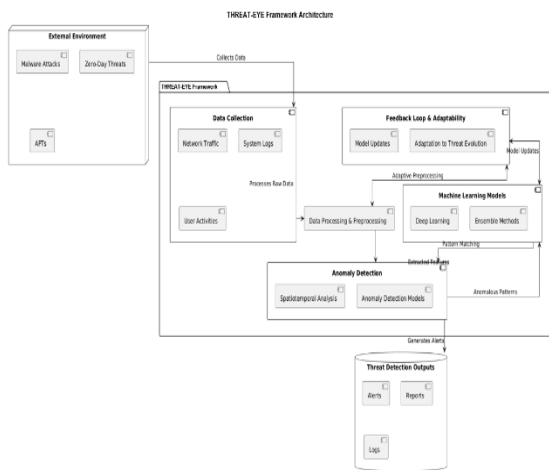 THREAT-EYE Framework Architecture
External Environment
Malware Attacks
Zero-Day Threats
APTs
Collects Data
THREAT-EYE Framework
Data Collection
Network Traffic
System Logs
Processes Raw Data
User Activities
Feedback Loop & Adaptability
Model Updates
Adaptation to Threat Evolution
Model Updates
Adaptive Preprocessing
Data Processing & Preprocessing
Machine Learning Models
Deep Learning
Ensemble Methods
Pattern Matching
Extracted Features
Anomaly Detection
Spatiotemporal Analysis
Anomaly Detection Models
Anomalous Patterns
Generates Alerts
Threat Detection Outputs
Alerts
Reports
Logs